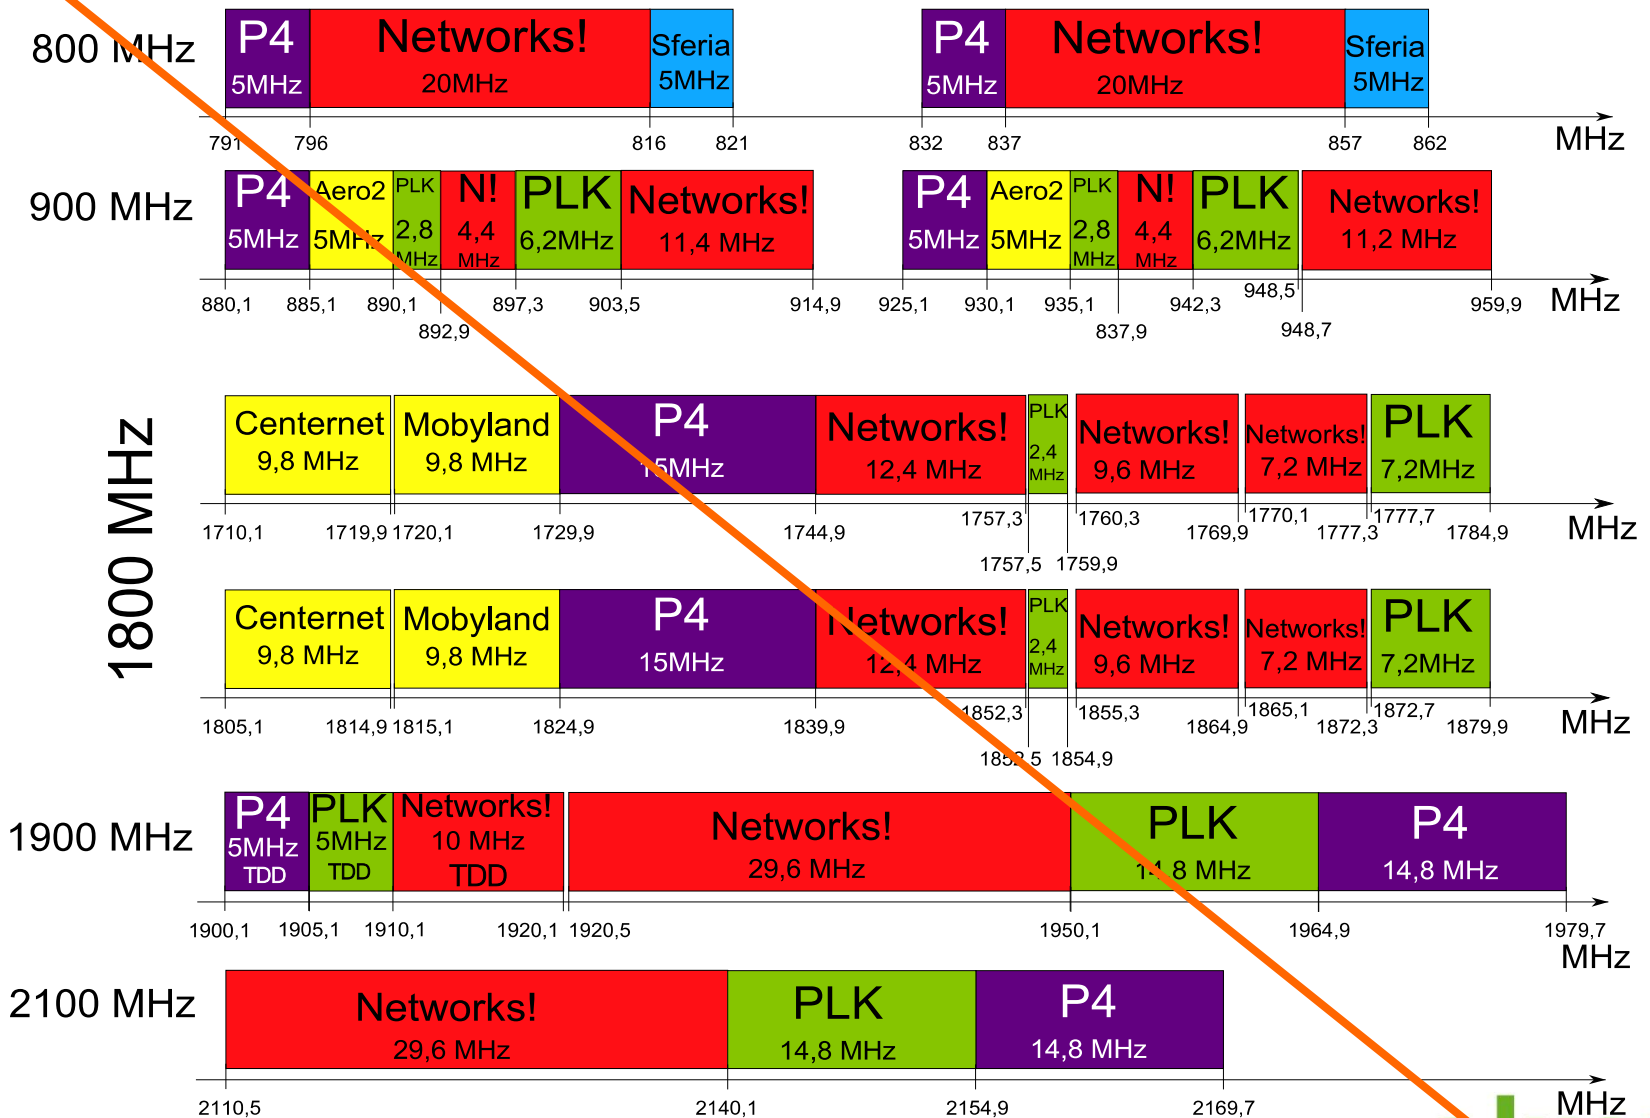 800 MHz
P4
5MHz
Networks!
20MHz
Sferia
5MHz
P4
5MHz
Networks!
20MHz
Sferia
5MHz
791 796 816 821 832 837 857 862 MHz
900 MHz
P4
5MHz
Aero2
5MHz
PLK
2,8
MHz
N!
4,4
MHz
PLK
6,2MHz
Networks!
11,4 MHz
P4
5MHz
Aero2
5MHz
PLK
2,8
MHz
N!
4,4
MHz
PLK
6,2MHz
Networks!
11,2 MHz
880,1 885,1 890,1 892,9 897,3 903,5 914,9 925,1 930,1 935,1 837,9 942,3 948,5 948,7 959,9 MHz
1800 MHz
Centernet
9,8 MHz
Mobyland
9,8 MHz
P4
15MHz
Networks!
12,4 MHz
PLK
2,4
MHz
Networks!
9,6 MHz
Networks!
7,2 MHz
PLK
7,2MHz
1710,1 1719,9 1720,1 1729,9 1744,9 1757,3 1757,5 1759,9 1760,3 1769,9 1770,1 1777,3 1777,7 1784,9 MHz
Centernet
9,8 MHz
Mobyland
9,8 MHz
P4
15MHz
Networks!
12,4 MHz
PLK
2,4
MHz
Networks!
9,6 MHz
Networks!
7,2 MHz
PLK
7,2MHz
1805,1 1814,9 1815,1 1824,9 1839,9 1852,3 1852,5 1854,9 1855,3 1864,9 1865,1 1872,3 1872,7 1879,9 MHz
1900 MHz
P4
5MHz
TDD
PLK
5MHz
TDD
Networks!
10 MHz
TDD
Networks!
29,6 MHz
PLK
14,8 MHz
P4
14,8 MHz
1900,1 1905,1 1910,1 1920,1 1920,5 1950,1 1964,9 1979,7
MHz
2100 MHz
Networks!
29,6 MHz
PLK
14,8 MHz
P4
14,8 MHz
2110,5 2140,1 2154,9 2169,7 MHz